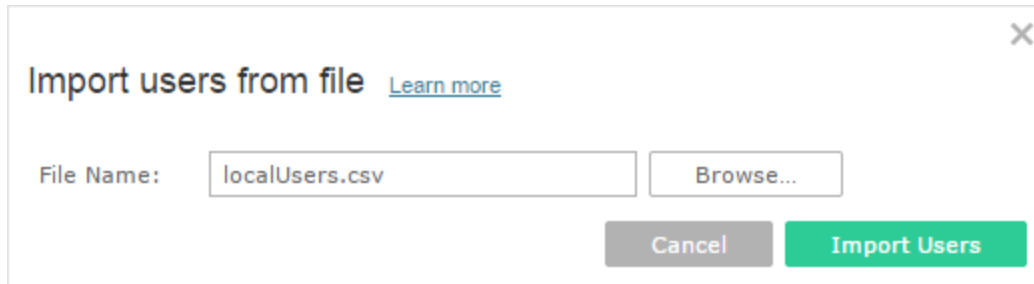 Import users from file Learn more
File Name: localUsers.csv Browse...
Cancel Import Users